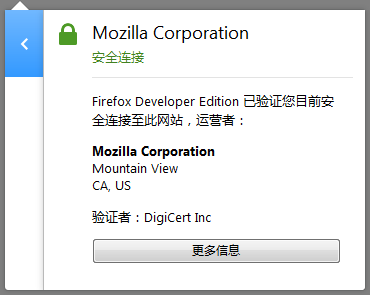 Mozilla Corporation
安全连接
Firefox Developer Edition 已验证您目前安
全连接至此网站，运营者：
Mozilla Corporation
Mountain View
CA, US
验证者：DigiCert Inc
更多信息